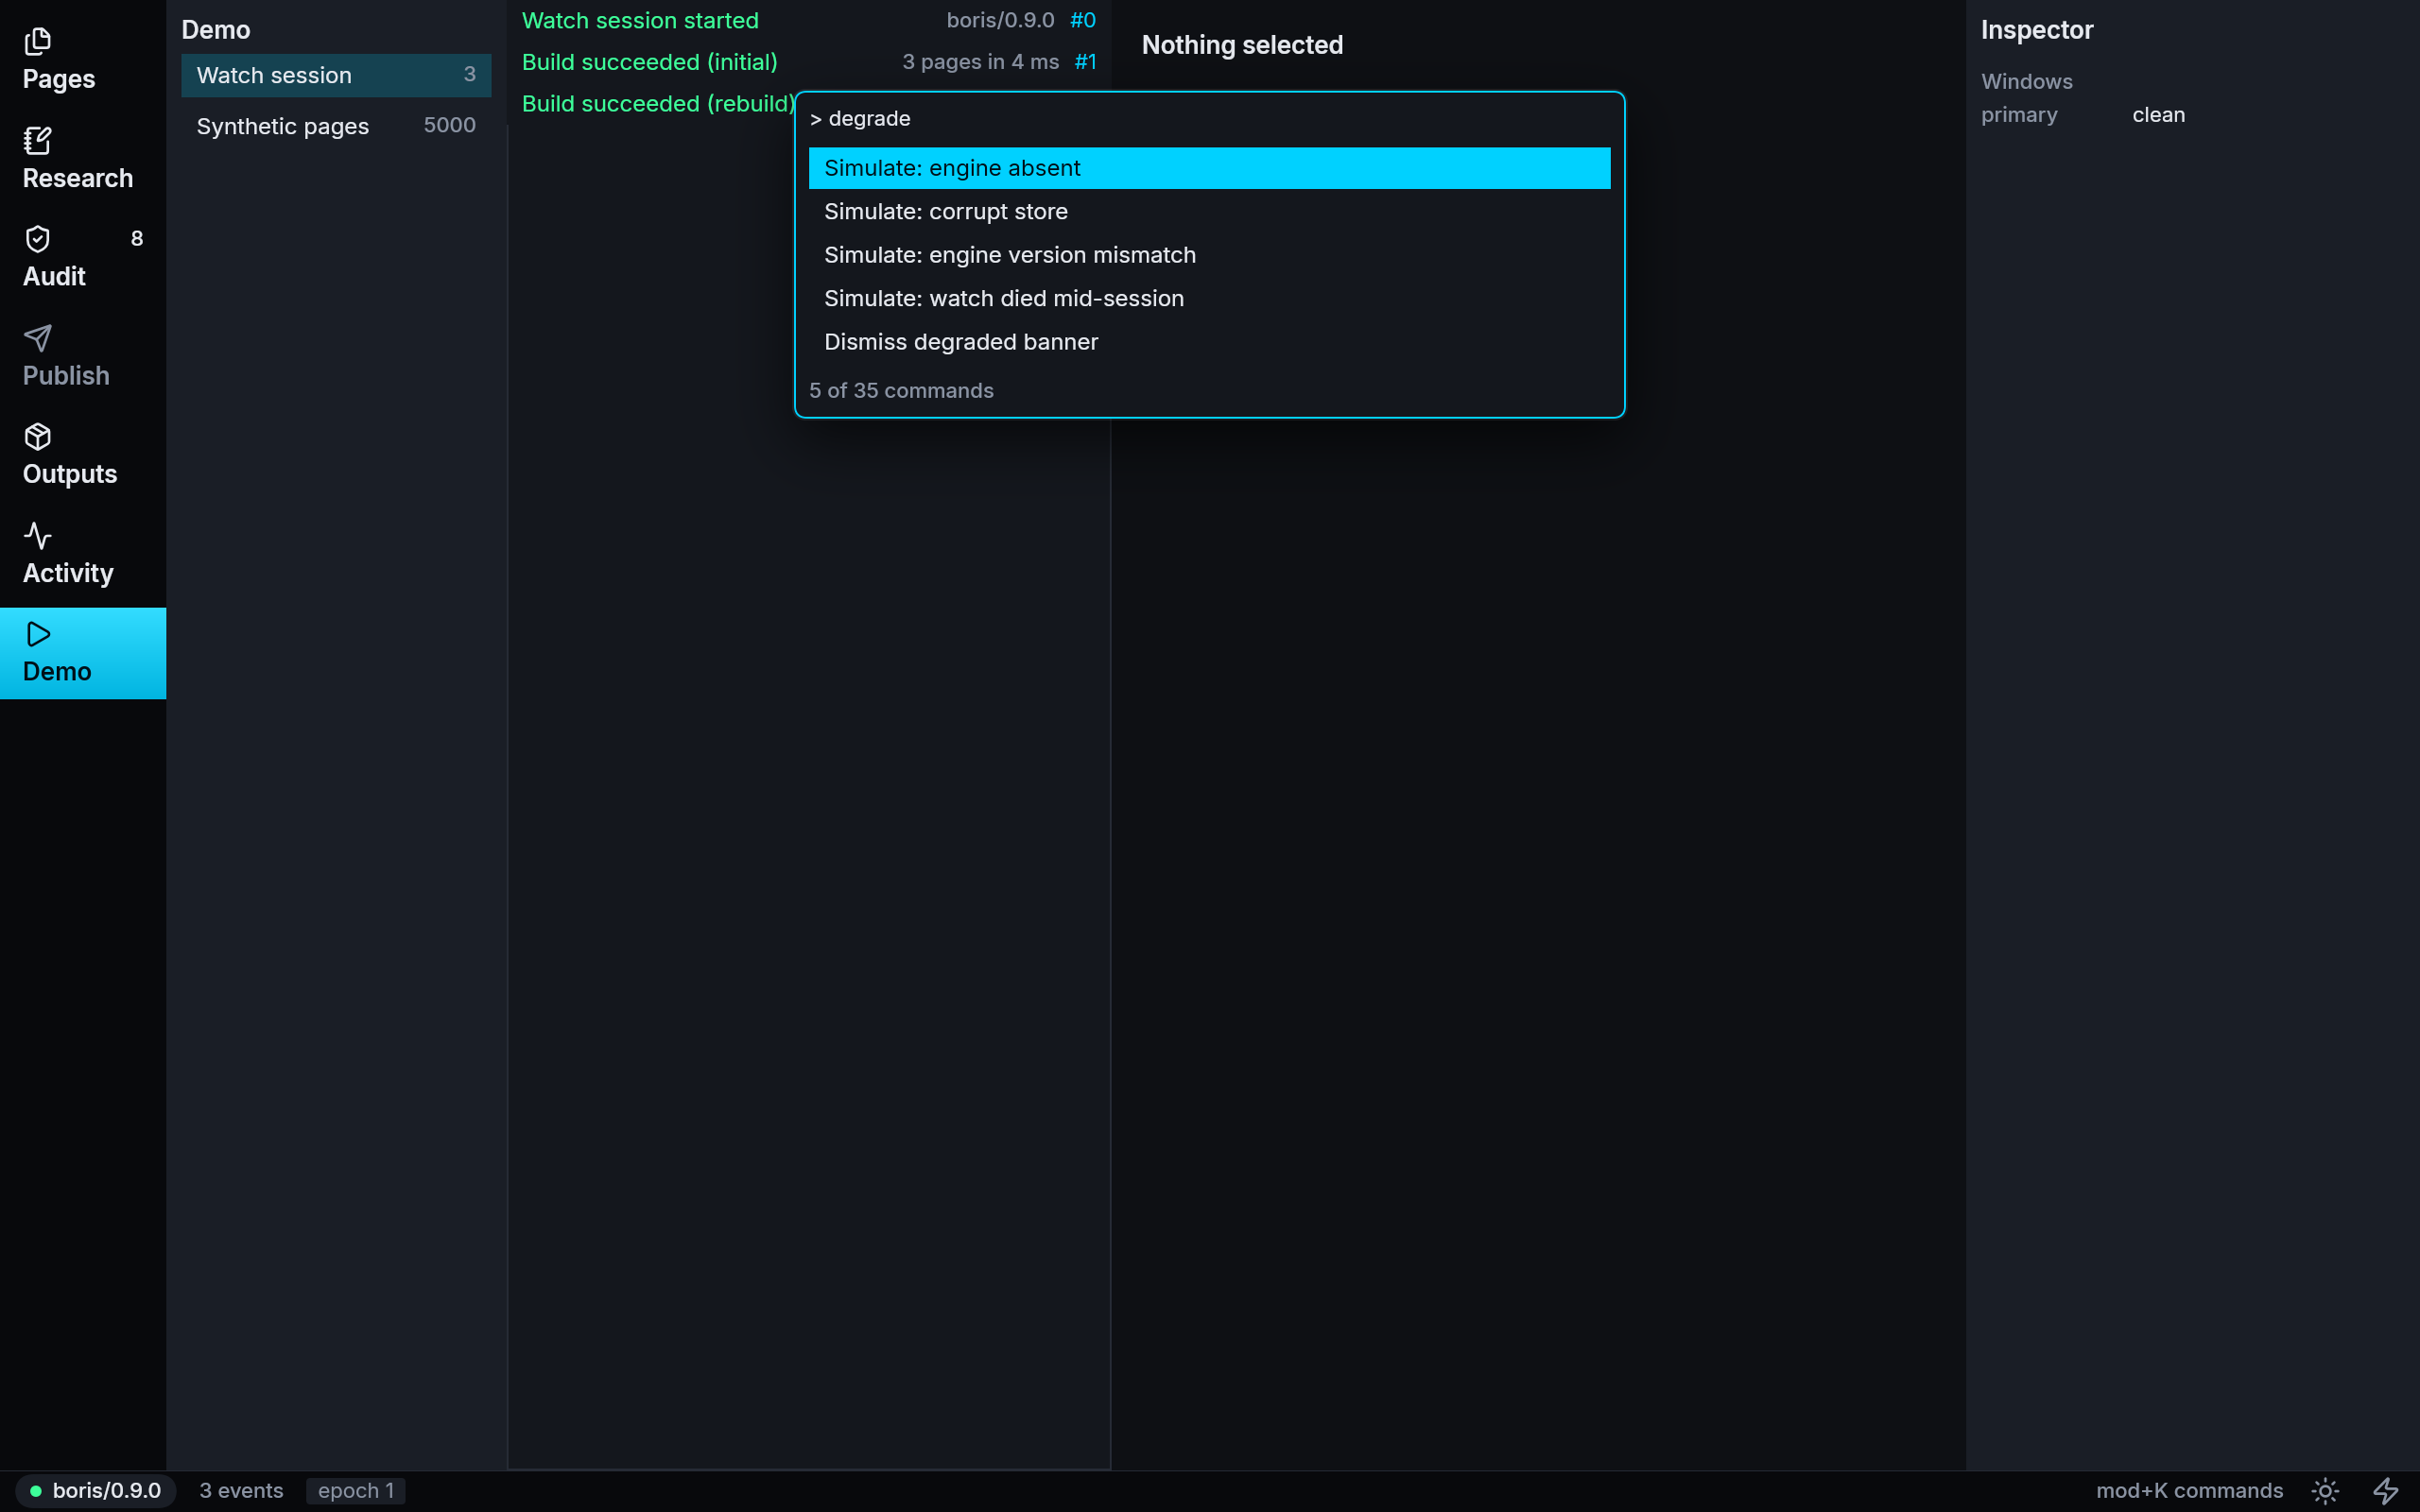 Pages
Research
8
Audit
Publish
Outputs
Activity
Demo
Demo
Watch session 3
Synthetic pages 5000
Watch session started boris/0.9.0 #0
Build succeeded (initial) 3 pages in 4 ms #1
Build succeeded (rebuild)
> degrade
Simulate: engine absent
Simulate: corrupt store
Simulate: engine version mismatch
Simulate: watch died mid-session
Dismiss degraded banner
5 of 35 commands
Nothing selected
Inspector
Windows
primary clean
boris/0.9.0 3 events epoch 1 mod+K commands